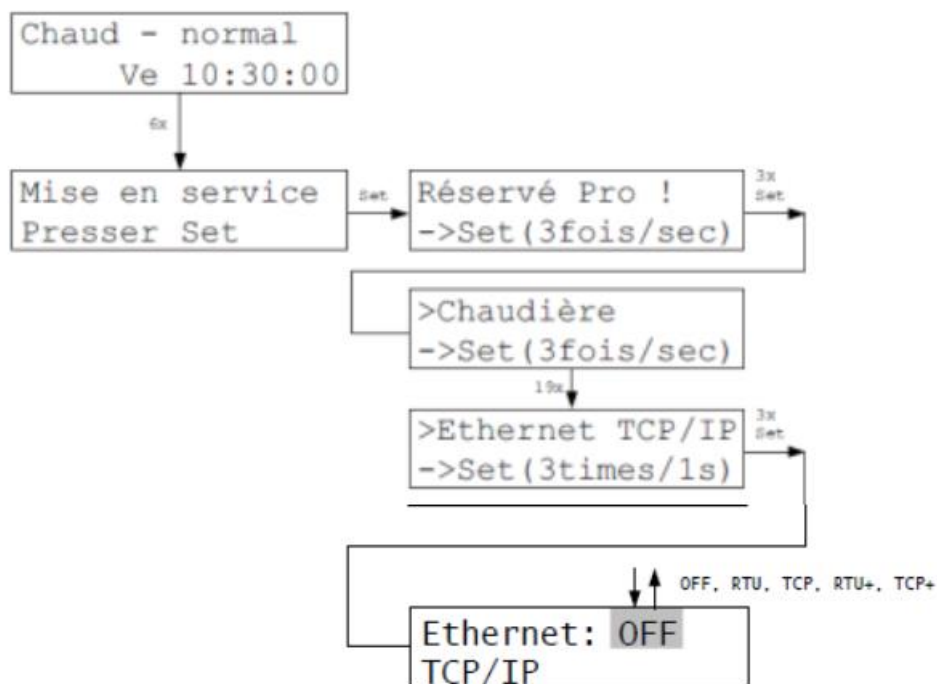 Chaud - normal
Ve 10:30:00
6x
Mise en service
Presser Set
Set
Réservé Pro !
->Set(3fois/sec)
3x
Set
>Chaudière
->Set(3fois/sec)
19x
>Ethernet TCP/IP
->Set(3times/1s)
3x
Set
OFF, RTU, TCP, RTU+, TCP+
Ethernet: OFF
TCP/IP